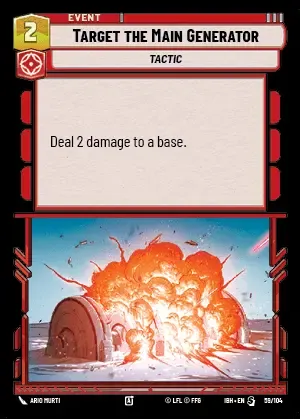 EVENT
2
TARGET THE MAIN GENERATOR
TACTIC
Deal 2 damage to a base.
ARIO MURTI
© LFL © FFG
IBH • EN
59/104